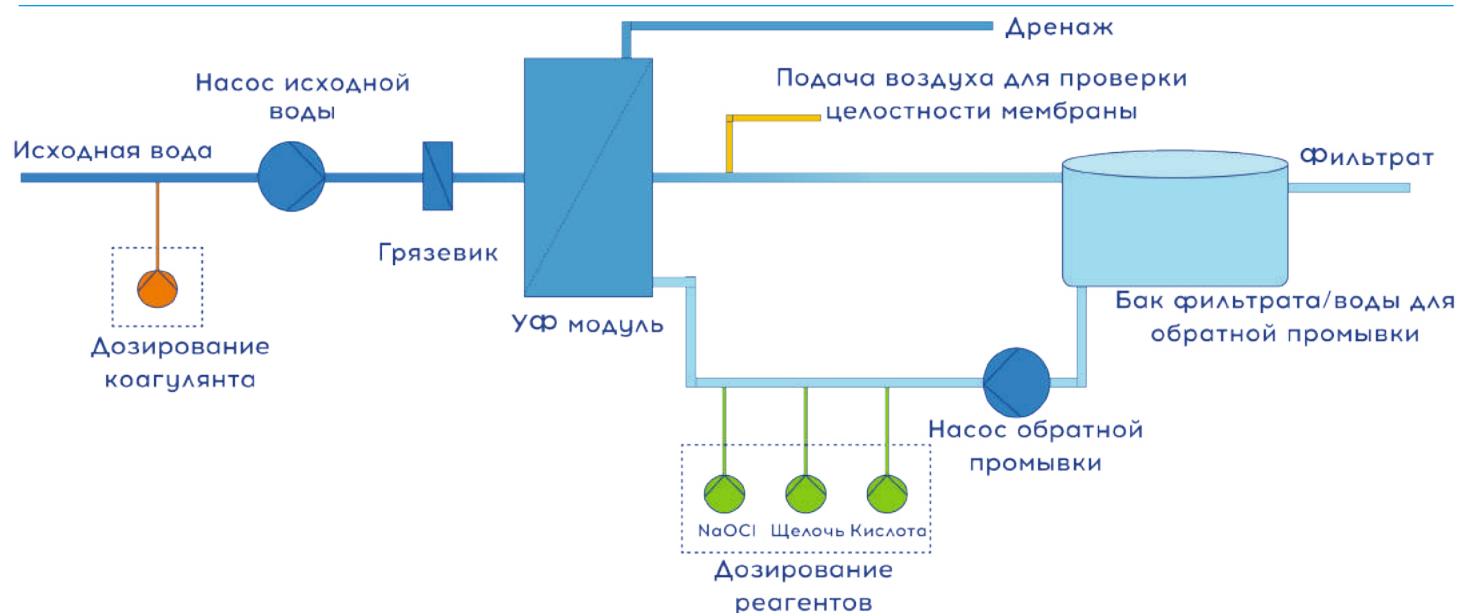 Дренаж
Насос исходной
воды
Подача воздуха для проверки
целостности мембраны
Исходная вода
Фильтрат
Грязевик
УФ модуль
Бак фильтрата/воды для
обратной промывки
Дозирование
коагулянта
Насос обратной
промывки
NaOCl Щелочь Кислота
Дозирование
реагентов